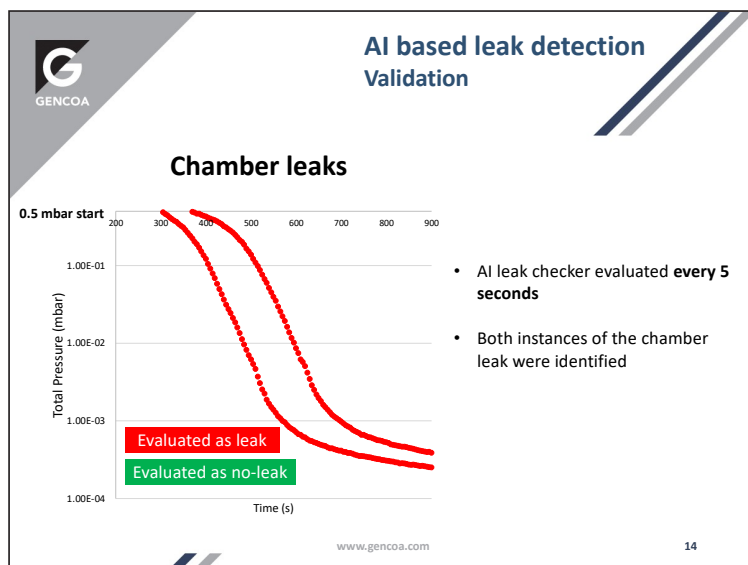 GENCOA
AI based leak detection
Validation
Chamber leaks
0.5 mbar start
200 300 400 500 600 700 800 900
1.00E-01
1.00E-02
1.00E-03
1.00E-04
Total Pressure (mbar)
Evaluated as leak
Evaluated as no-leak
Time (s)
• AI leak checker evaluated every 5
seconds
• Both instances of the chamber
leak were identified
www.gencoa.com
14